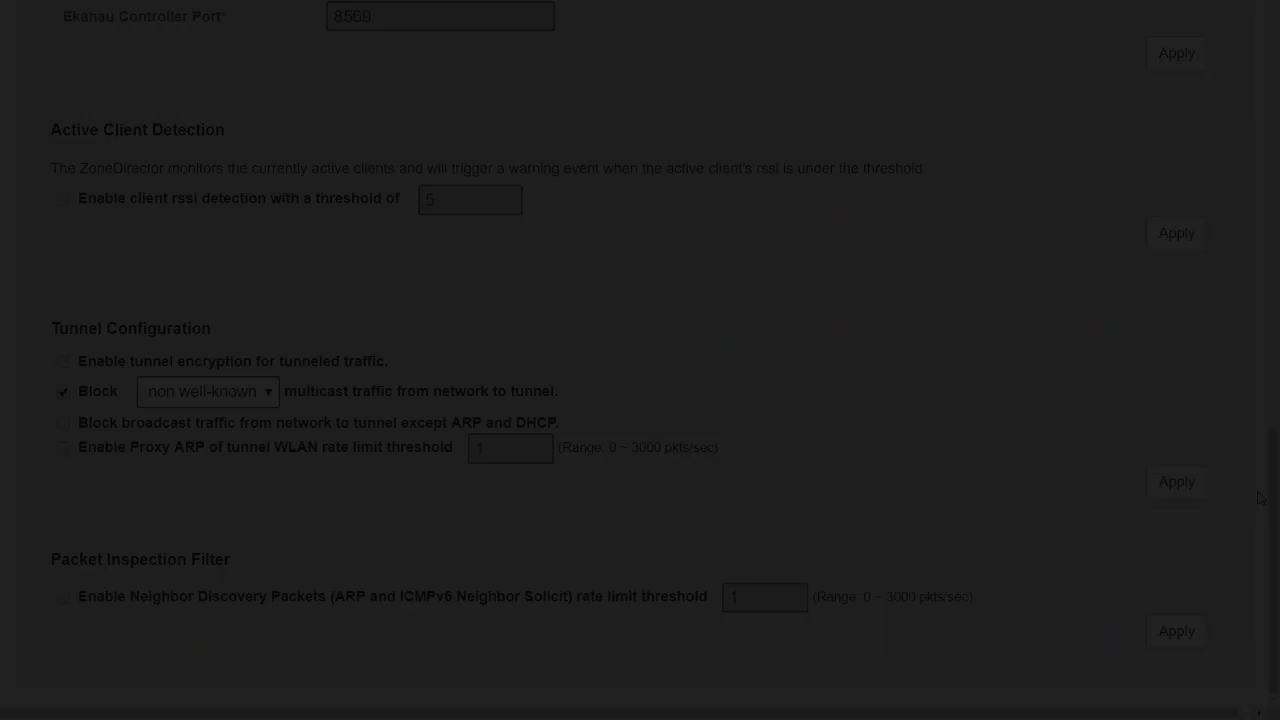 Ekahau Controller Port* 8569
Apply
Active Client Detection
The ZoneDirector monitors the currently active clients and will trigger a warning event when the active client's rssi is under the threshold.
Enable client rssi detection with a threshold of 5
Apply
Tunnel Configuration
Enable tunnel encryption for tunneled traffic.
Block non well-known multicast traffic from network to tunnel.
Block broadcast traffic from network to tunnel except ARP and DHCP.
Enable Proxy ARP of tunnel WLAN rate limit threshold 1 (Range: 0 ~ 3000 pkts/sec)
Apply
Packet Inspection Filter
Enable Neighbor Discovery Packets (ARP and ICMPv6 Neighbor Solicit) rate limit threshold 1 (Range: 0 ~ 3000 pkts/sec)
Apply